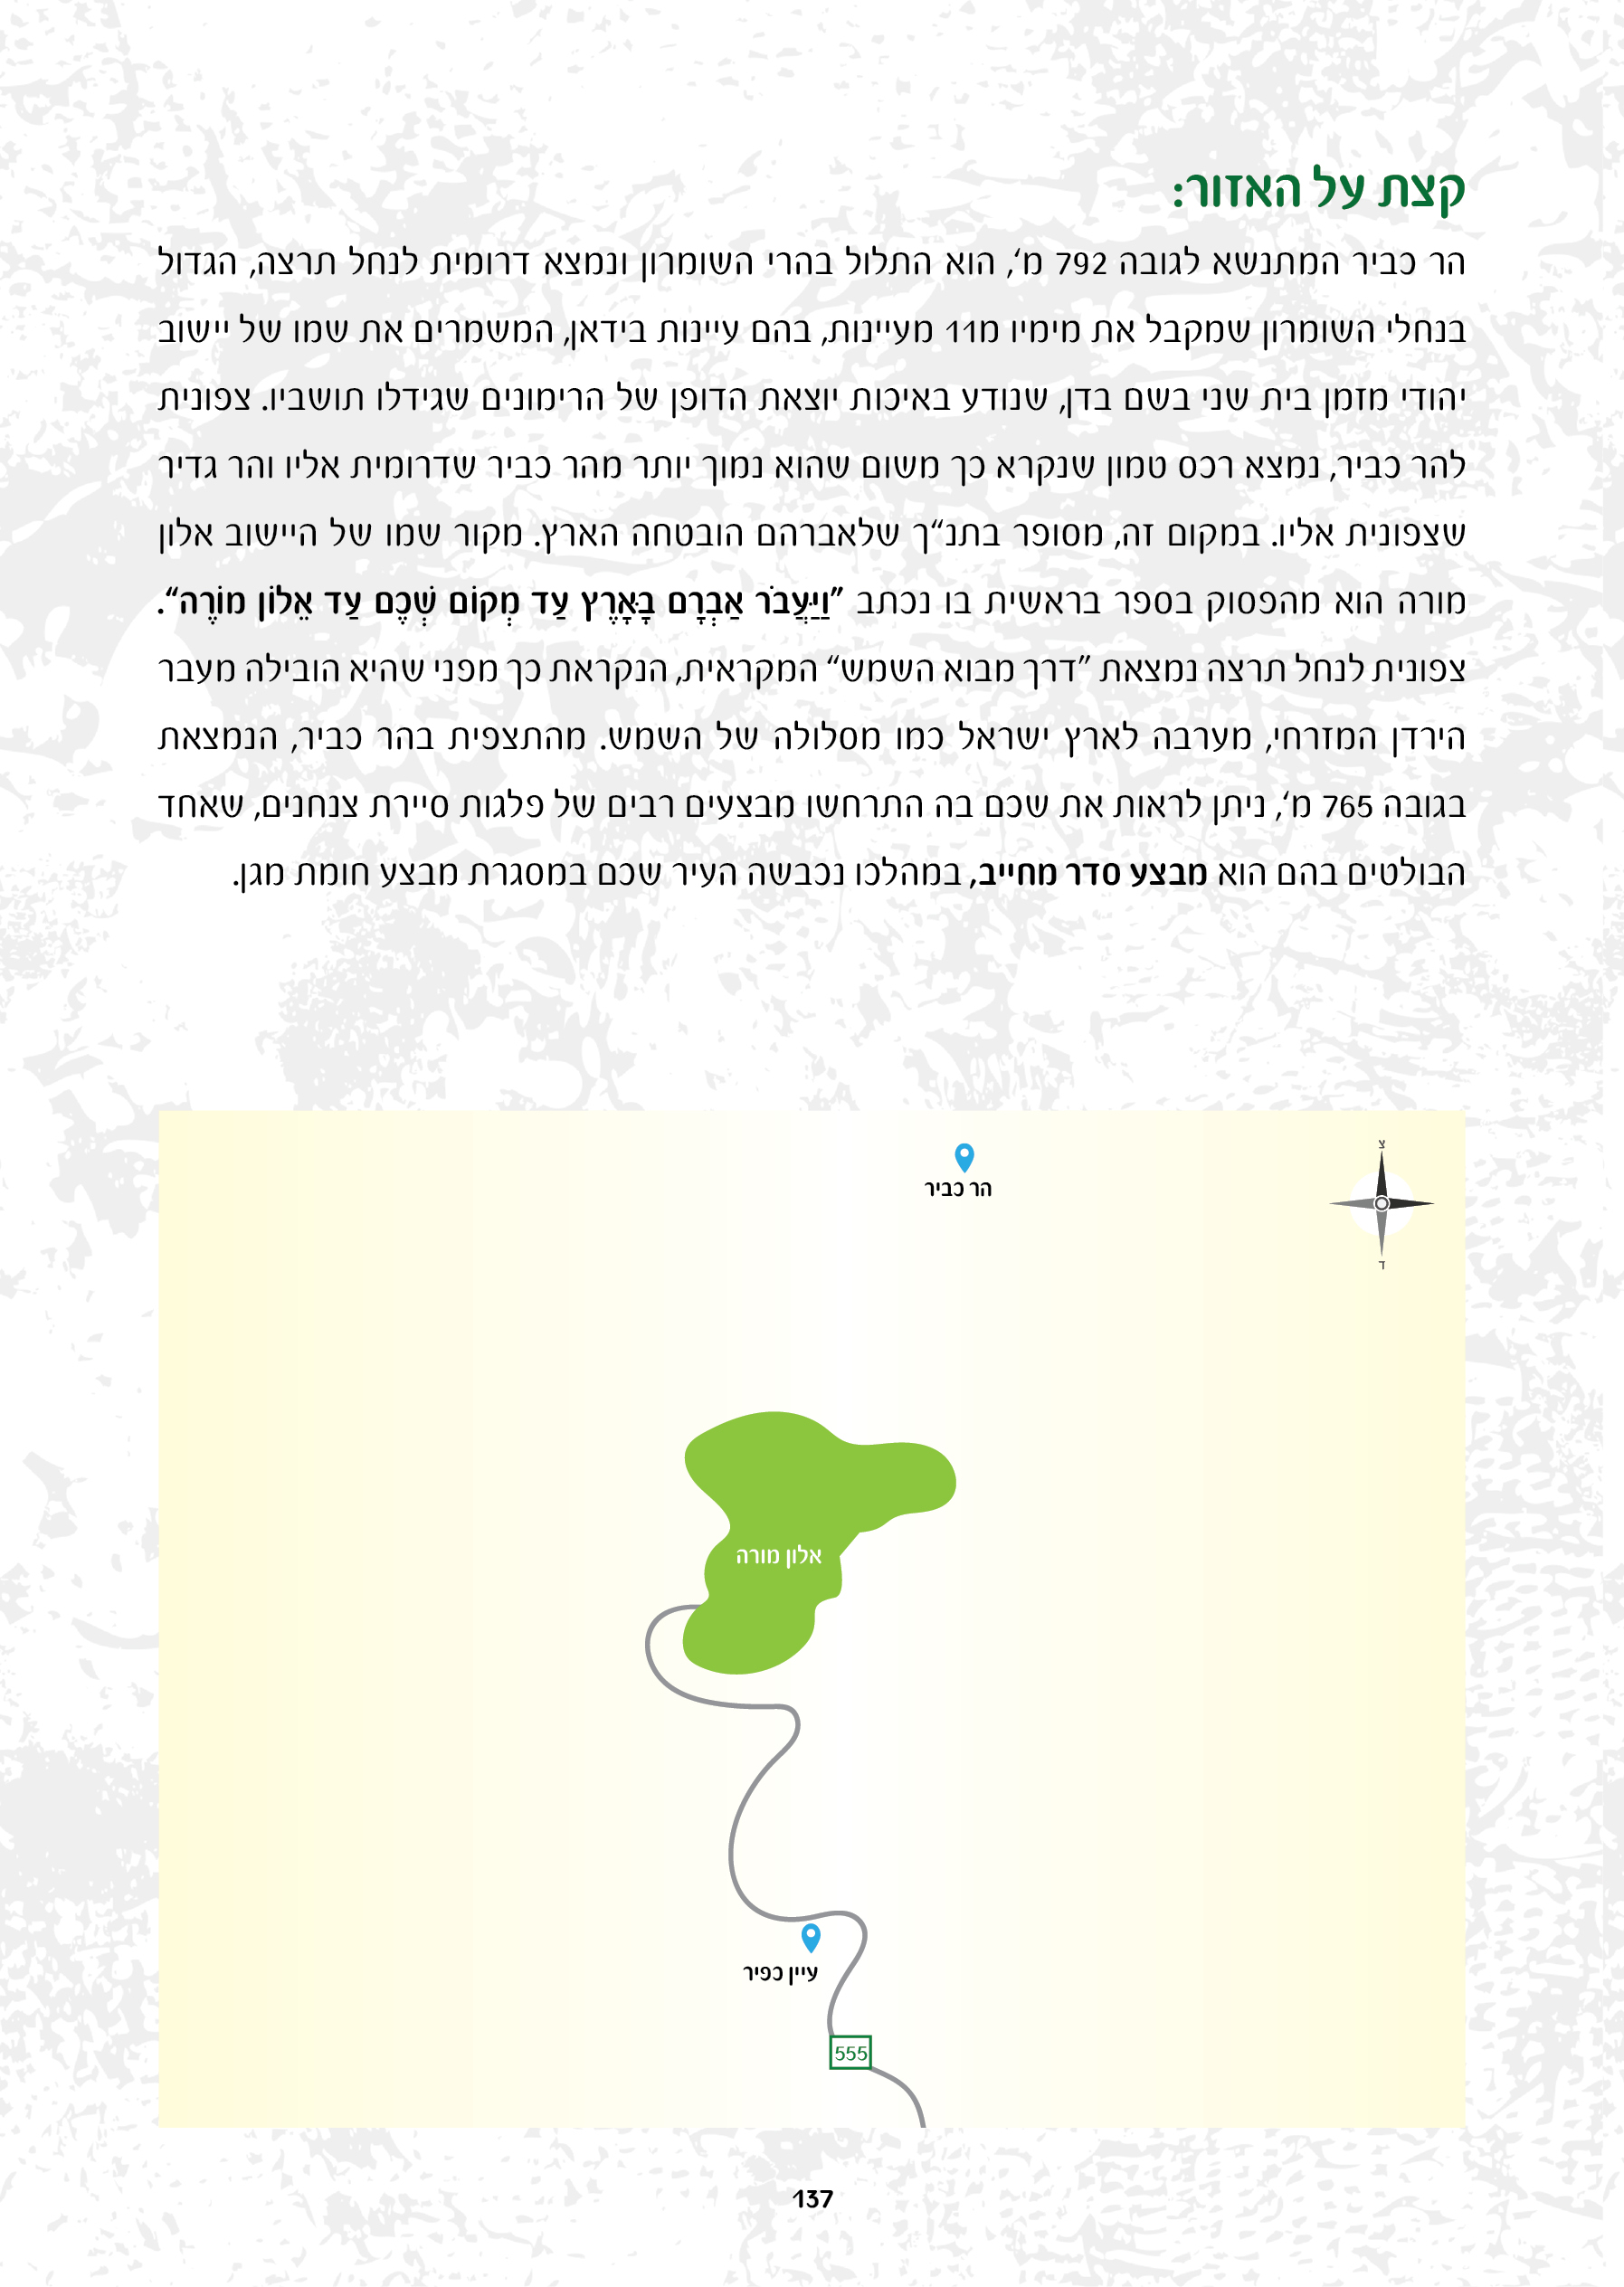 קצת על האזור:
הר כביר המתנשא לגובה 792 מ', הוא התלול בהרי השומרון ונמצא דרומית לנחל תרצה, הגדול
בנחלי השומרון שמקבל את מימיו מ11 מעיינות, בהם עיינות בידאן, המשמרים את שמו של יישוב
יהודי מזמן בית שני בשם בדן, שנודע באיכות יוצאת הדופן של הרימונים שגידלו תושביו. צפונית
להר כביר, נמצא רכס טמון שנקרא כך משום שהוא נמוך יותר מהר כביר שדרומית אליו והר גדיר
שצפונית אליו. במקום זה, מסופר בתנ"ך שלאברהם הובטחה הארץ. מקור שמו של היישוב אלון
מורה הוא מהפסוק בספר בראשית בו נכתב "וַיַּעֲבֹר אַבְרָם בָּאָרֶץ עַד מְקוֹם שְׁכֶם עַד אֵלוֹן מוֹרֶה".
צפונית לנחל תרצה נמצאת "דרך מבוא השמש" המקראית, הנקראת כך מפני שהיא הובילה מעבר
הירדן המזרחי, מערבה לארץ ישראל כמו מסלולה של השמש. מהתצפית בהר כביר, הנמצאת
בגובה 765 מ', ניתן לראות את שכם בה התרחשו מבצעים רבים של פלגות סיירת צנחנים, שאחד
הבולטים בהם הוא מבצע סדר מחייב, במהלכו נכבשה העיר שכם במסגרת מבצע חומת מגן.
צ
הר כביר
ד
אלון מורה
עיין כפיר
555
137